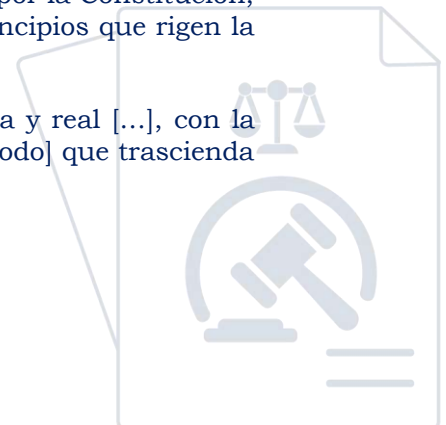 por la Constitución,
ncipios que rigen la
a y real [...], con la
odo] que trascienda